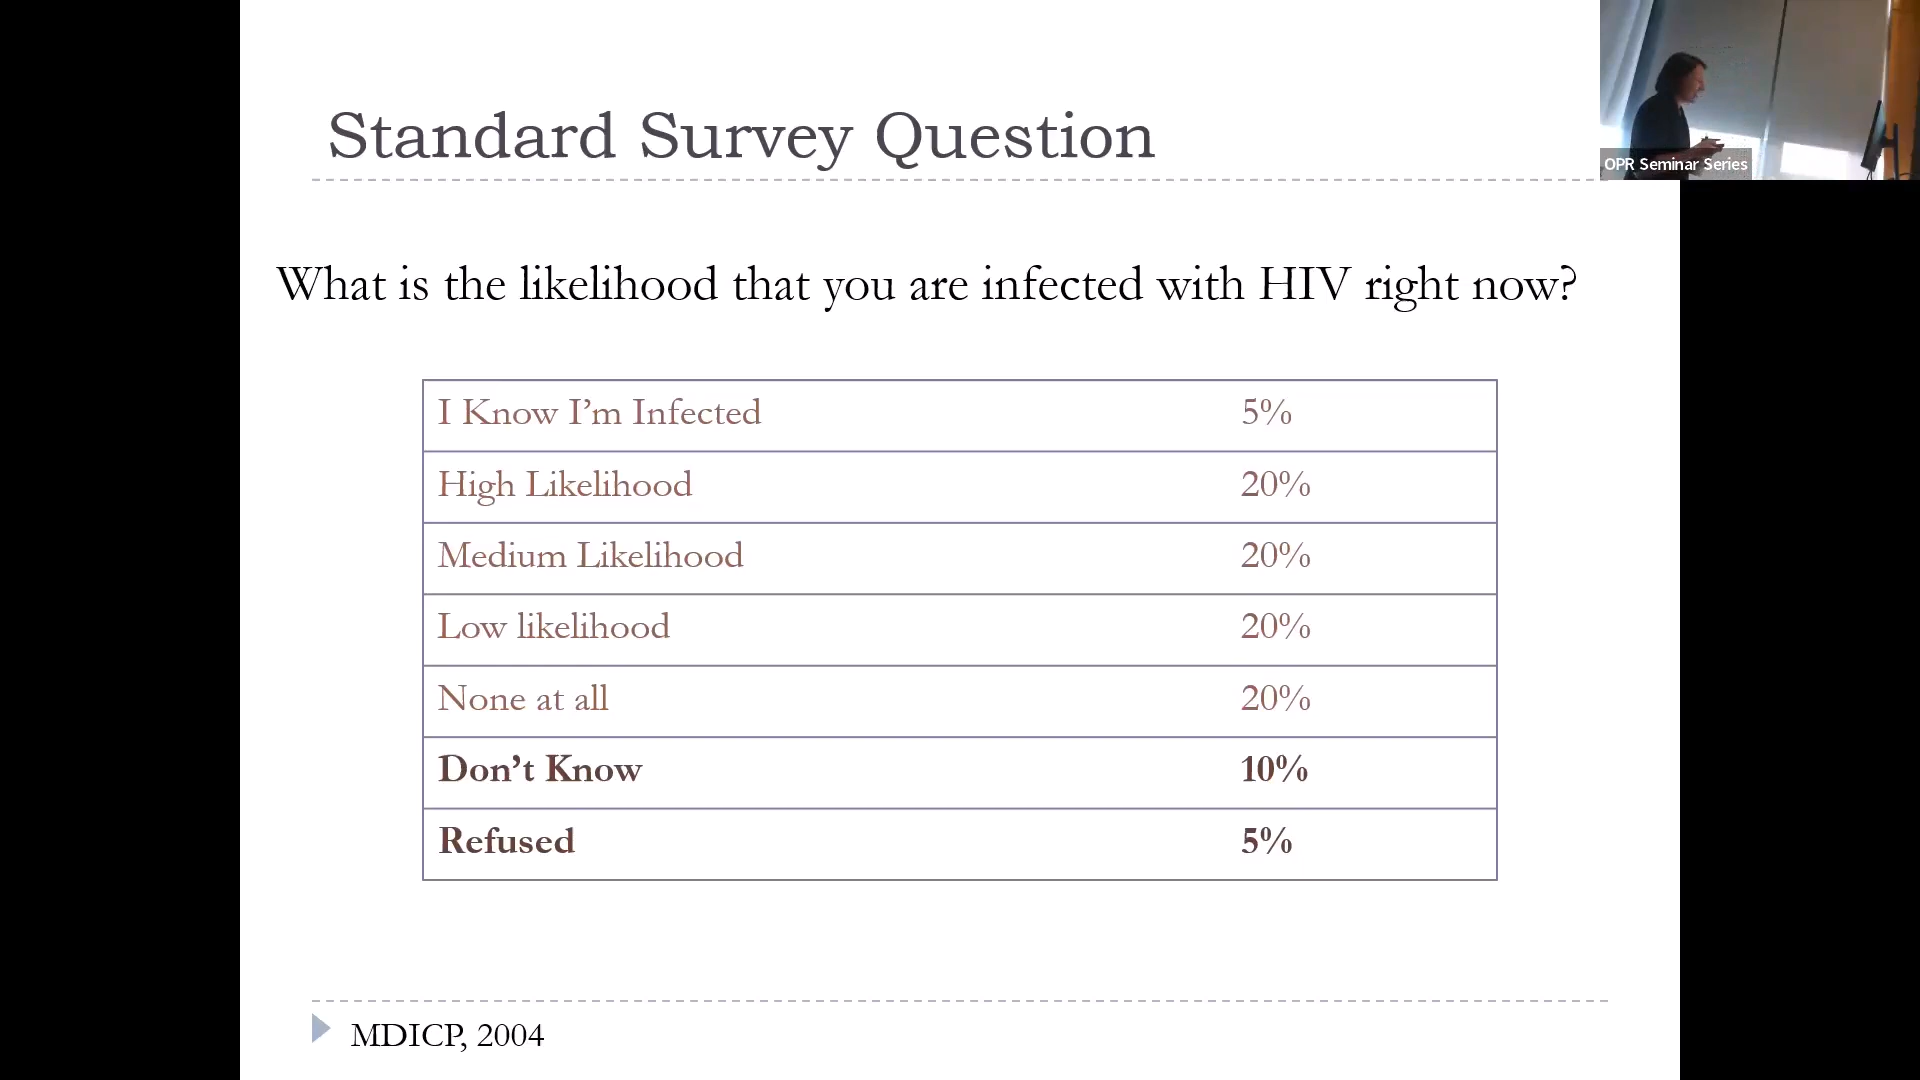 Standard Survey Question
OPR Seminar Series
What is the likelihood that you are infected with HIV right now?
I Know I'm Infected 5%
High Likelihood 20%
Medium Likelihood 20%
Low likelihood 20%
None at all 20%
Don't Know 10%
Refused 5%
MDICP, 2004